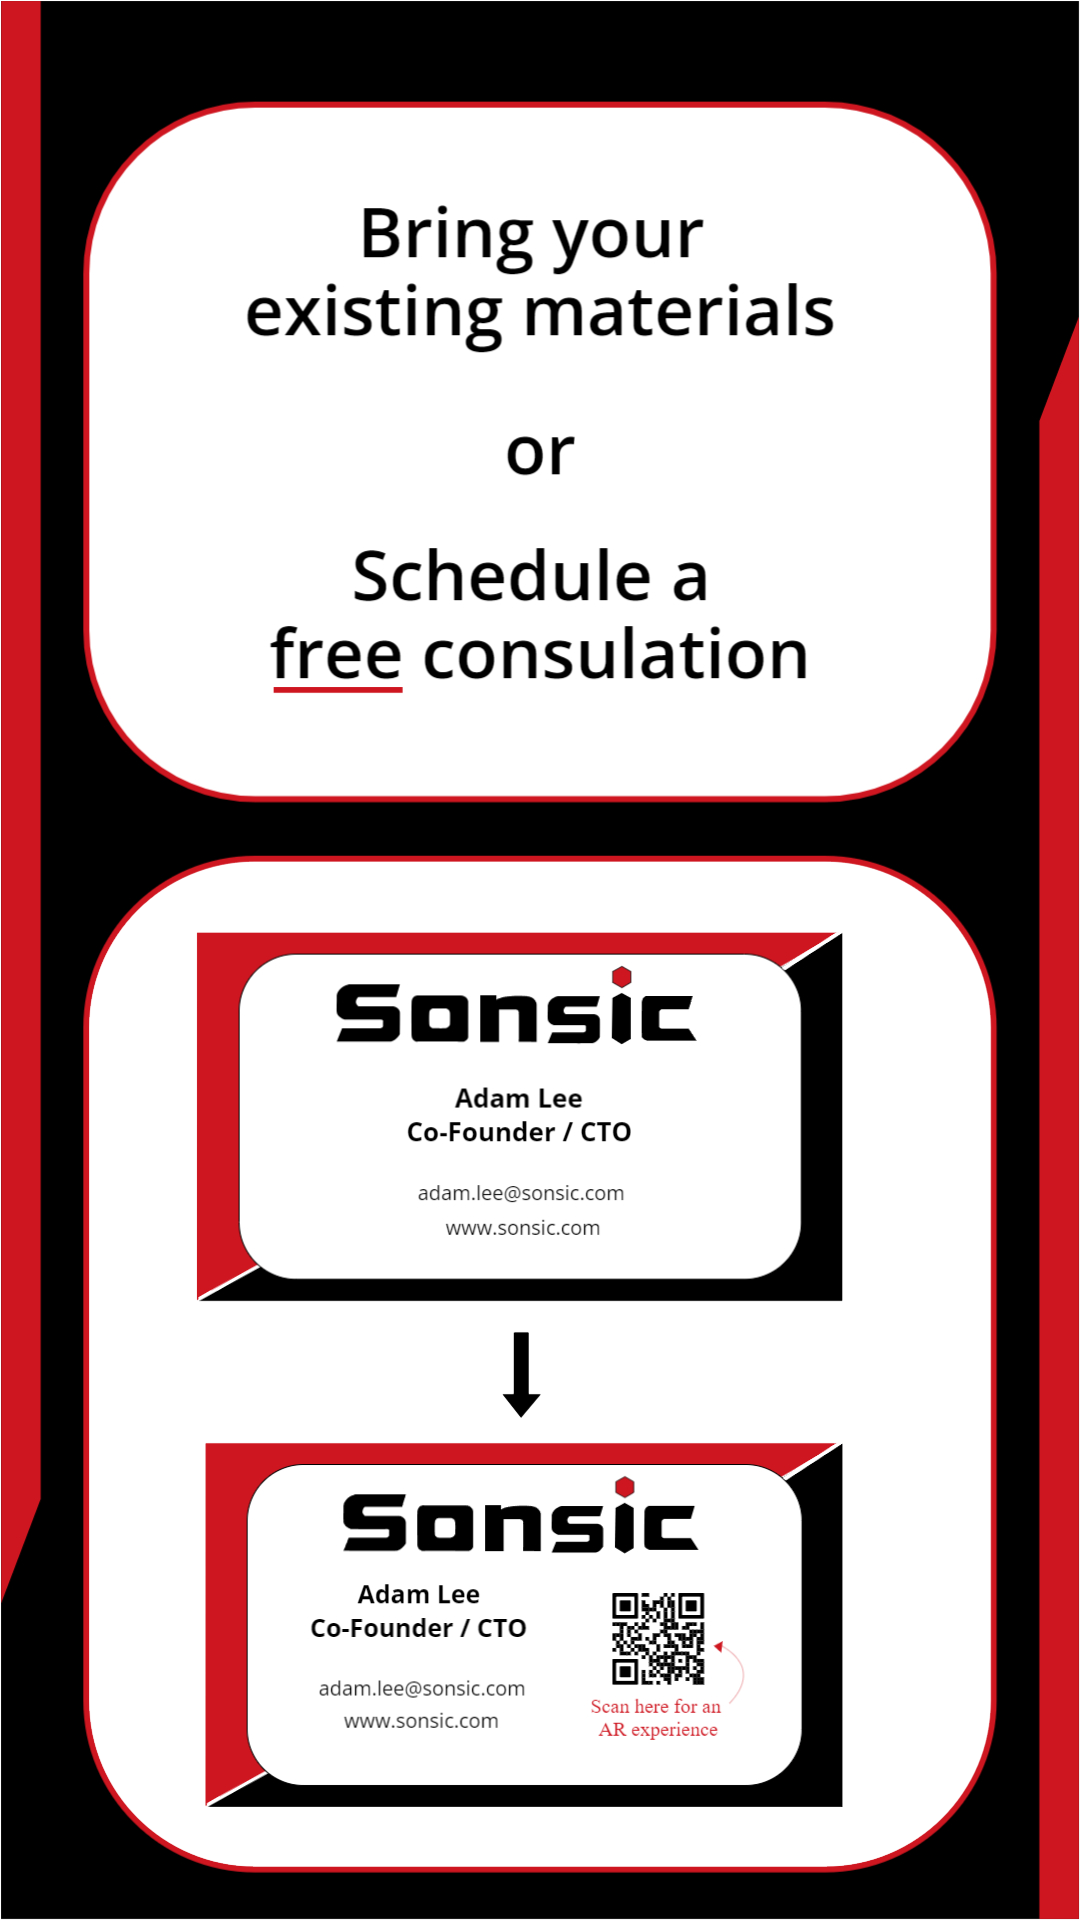 Bring your
existing materials
or
Schedule a
free consulation
Sonsic
Adam Lee
Co-Founder / CTO
adam.lee@sonsic.com
www.sonsic.com
Sonsic
Adam Lee
Co-Founder / CTO
adam.lee@sonsic.com
www.sonsic.com
Scan here for an
AR experience